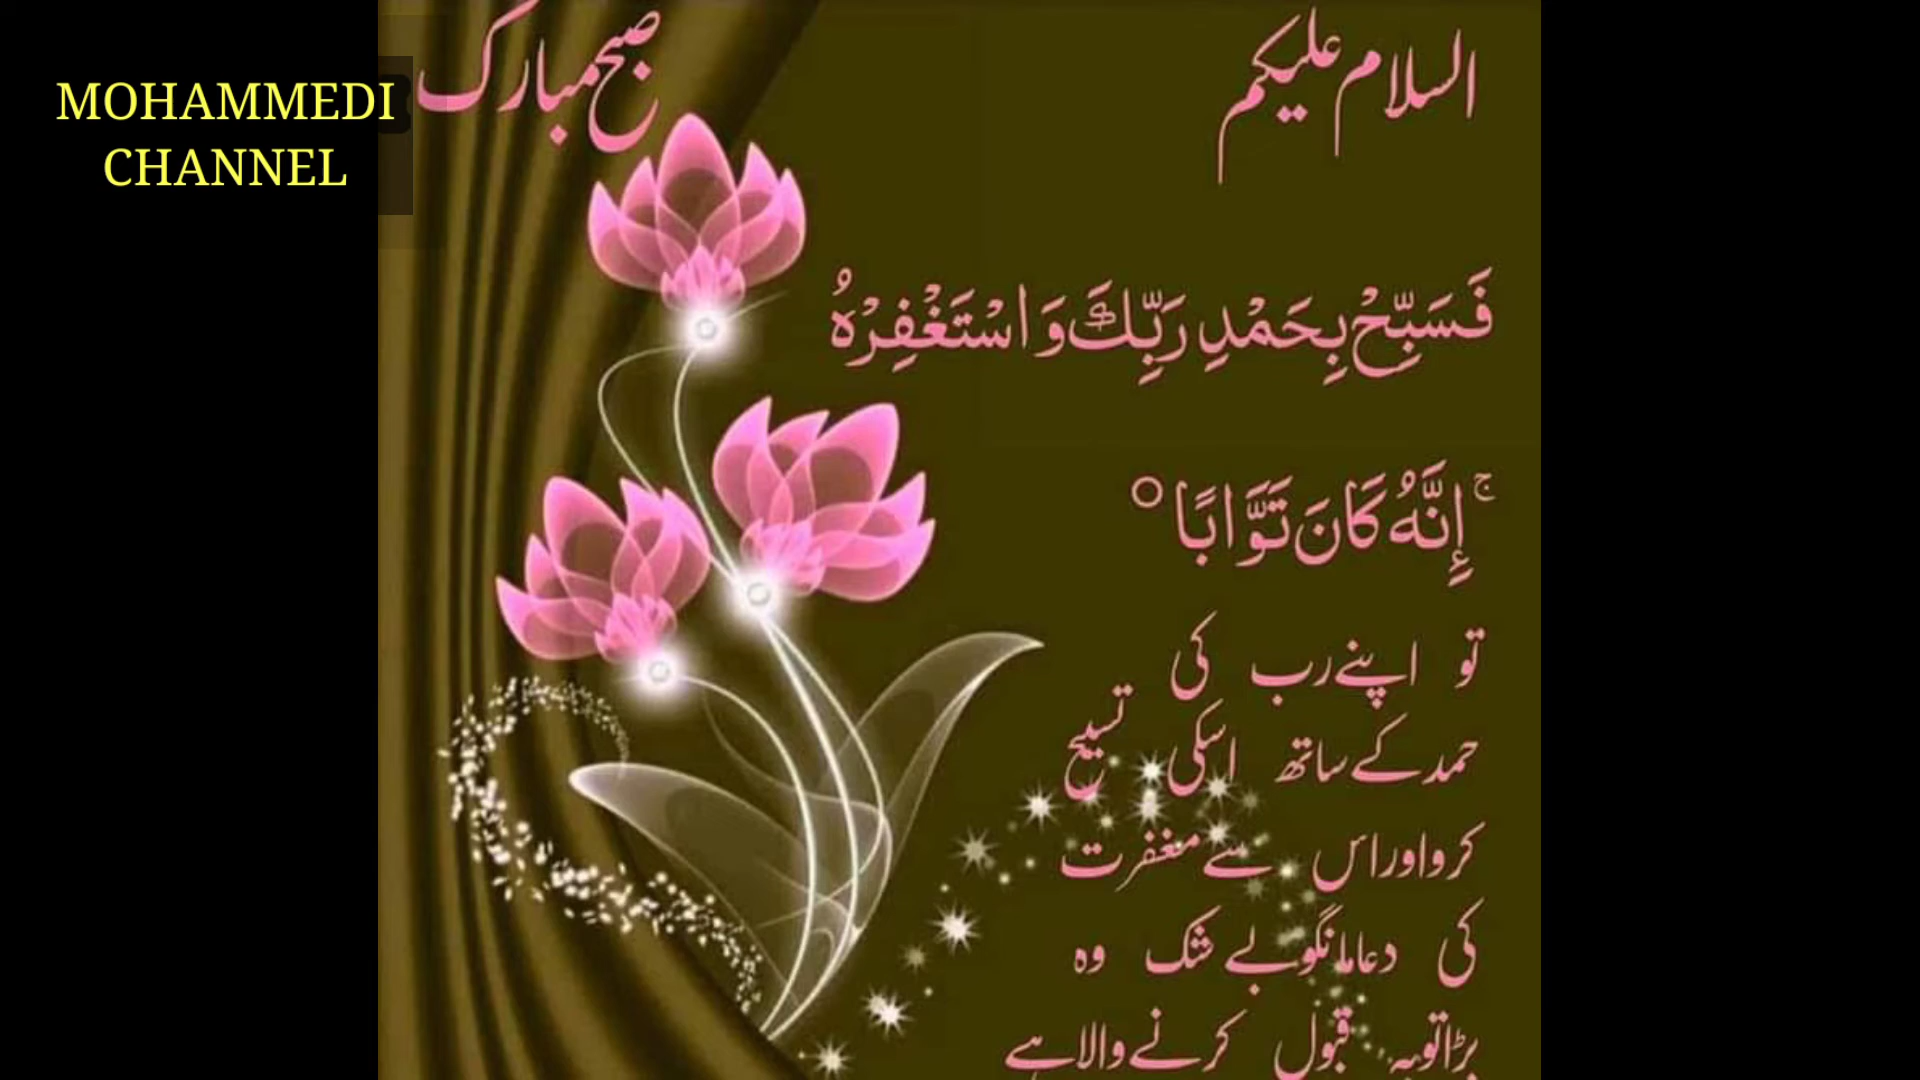 MOHAMMEDI
CHANNEL
السلام علیکم
صبح مبارک
فَسَبِّحْ بِحَمْدِ رَبِّكَ وَ اسْتَغْفِرْهُ
ۚ إِنَّهُ كَانَ تَوَّابًا ○
تو اپنے رب کی
حمد کے ساتھ اسکی تسبیح
کرو اور اس سے مغفرت
کی دعا مانگو بے شک وہ
بڑا توبہ قبول کرنے والا ہے